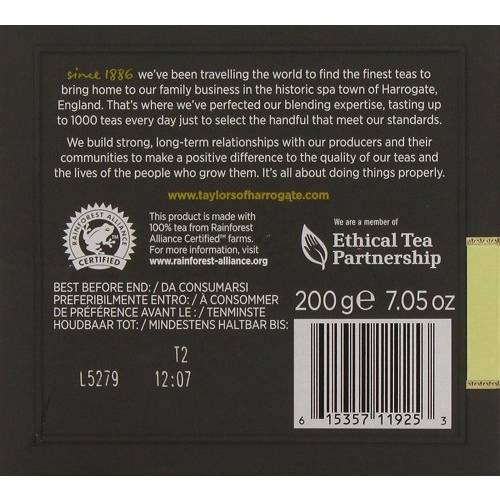 since 1886 we've been travelling the world to find the finest teas to
bring home to our family business in the historic spa town of Harrogate,
England. That's where we've perfected our blending expertise, tasting up
to 1000 teas every day just to select the handful that meet our standards.
We build strong, long-term relationships with our producers and their
communities to make a positive difference to the quality of our teas and
the lives of the people who grow them. It's all about doing things properly.
www.taylorsofharrogate.com
RAINFOREST ALLIANCE
CERTIFIED
TM
This product is made with
100% tea from Rainforest
Alliance Certified™ farms.
For more information, visit
www.rainforest-alliance.org
We are a member of
Ethical Tea
Partnership
BEST BEFORE END: / DA CONSUMARSI
PREFERIBILMENTE ENTRO: / À CONSOMMER
DE PRÉFÉRENCE AVANT LE : / TENMINSTE
HOUDBAAR TOT: / MINDESTENS HALTBAR BIS:
200g℮ 7.05oz
T2
L5279 12:07
6 15357 11925 3